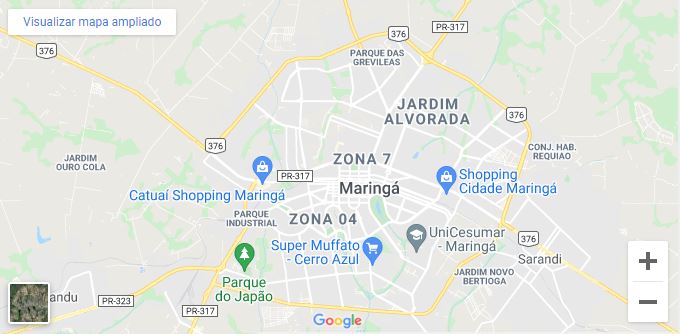 Visualizar mapa ampliado
PR-317
376
376
PARQUE DAS
GREVILEAS
JARDIM
ALVORADA
376
376
CONJ. HAB.
REQUIAO
JARDIM
OURO COLA
ZONA 7
PR-317
Catuaí Shopping Maringá
Maringá
Shopping
Cidade Maringá
PARQUE
INDUSTRIAL
ZONA 04
UniCesumar -
Maringá
376
Super Muffato
- Cerro Azul
Sarandi
Parque
do Japão
JARDIM NOVO
BERTIOGA
andu
PR-323
Google